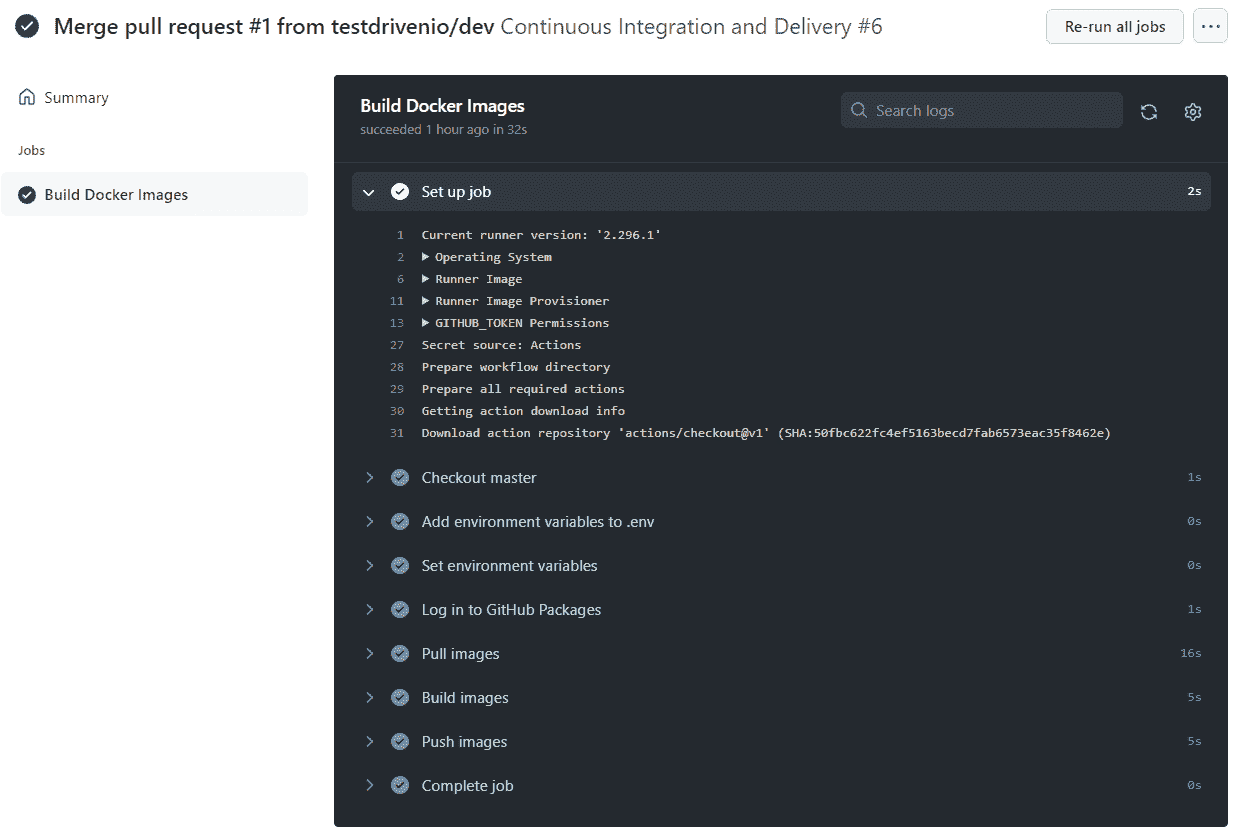 Merge pull request #1 from testdrivenio/dev Continuous Integration and Delivery #6
Re-run all jobs
...
Summary
Jobs
Build Docker Images
Build Docker Images
succeeded 1 hour ago in 32s
Search logs
Set up job 2s
1 Current runner version: '2.296.1'
2 Operating System
6 Runner Image
11 Runner Image Provisioner
13 GITHUB_TOKEN Permissions
27 Secret source: Actions
28 Prepare workflow directory
29 Prepare all required actions
30 Getting action download info
31 Download action repository 'actions/checkout@v1' (SHA:50fbc622fc4ef5163becd7fab6573eac35f8462e)
Checkout master 1s
Add environment variables to .env 0s
Set environment variables 0s
Log in to GitHub Packages 1s
Pull images 16s
Build images 5s
Push images 5s
Complete job 0s